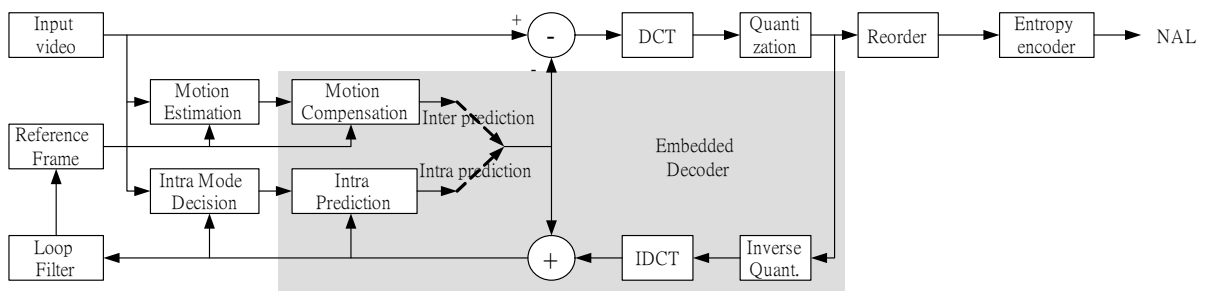 Input
video
+
-
-
DCT
Quanti
zation
Reorder
Entropy
encoder
NAL
Motion
Estimation
Motion
Compensation
Inter prediction
Reference
Frame
Embedded
Decoder
Intra Mode
Decision
Intra
Prediction
Intra prediction
Loop
Filter
+
IDCT
Inverse
Quant.